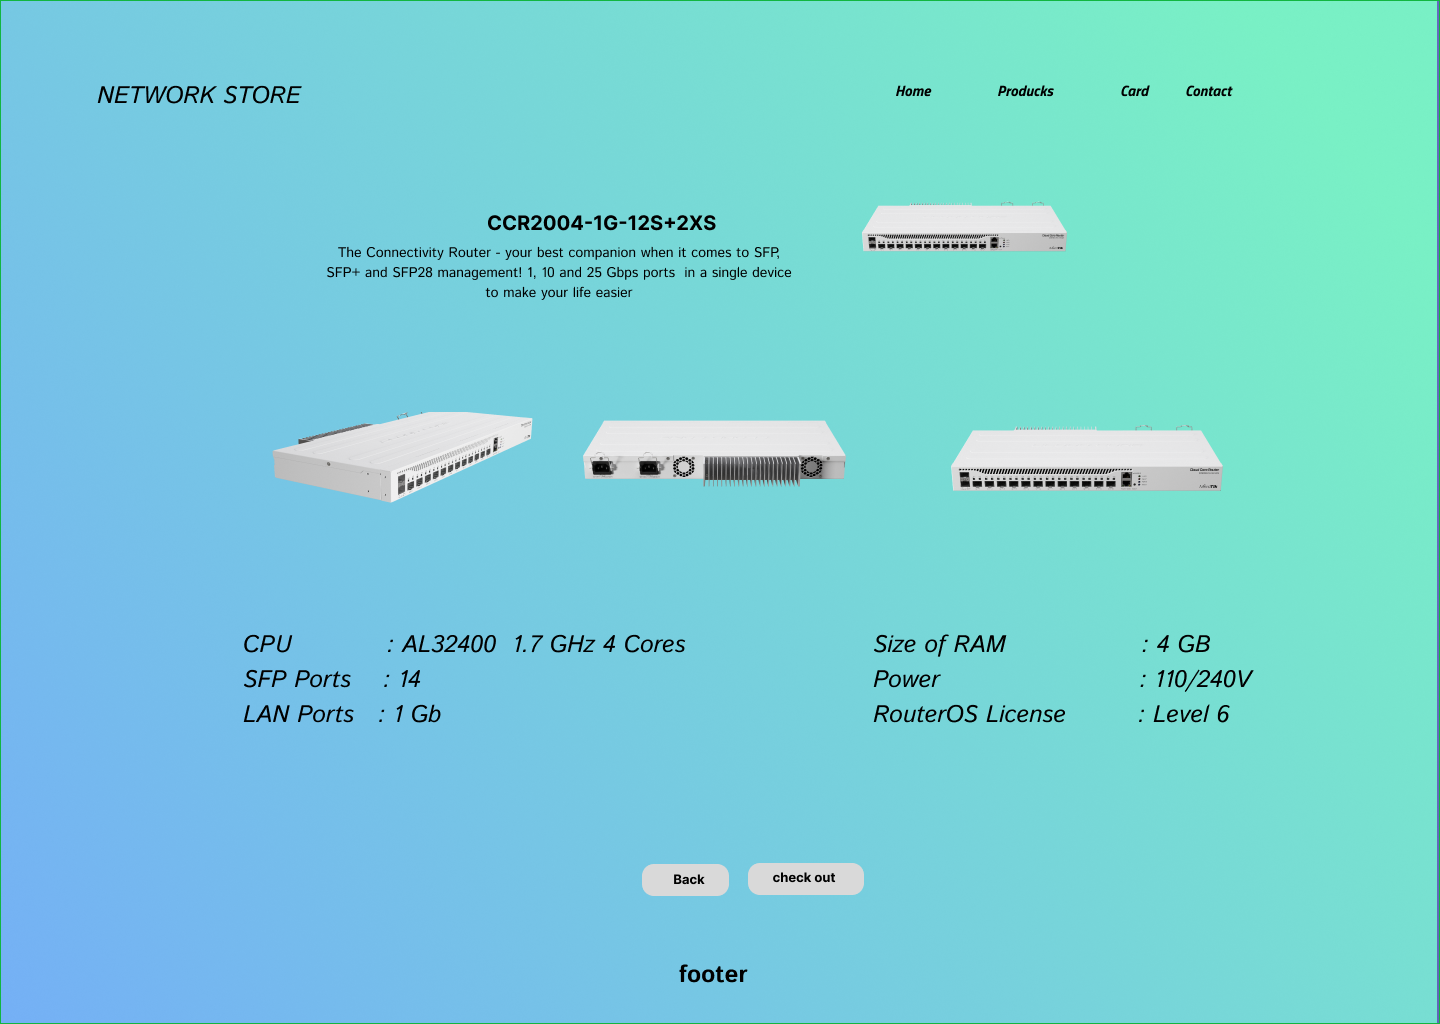 NETWORK STORE
Home Producks Card Contact
CCR2004-1G-12S+2XS
The Connectivity Router - your best companion when it comes to SFP,
SFP+ and SFP28 management! 1, 10 and 25 Gbps ports in a single device
to make your life easier
CPU : AL32400 1.7 GHz 4 Cores
SFP Ports : 14
LAN Ports : 1 Gb
Size of RAM : 4 GB
Power : 110/240V
RouterOS License : Level 6
Back
check out
footer